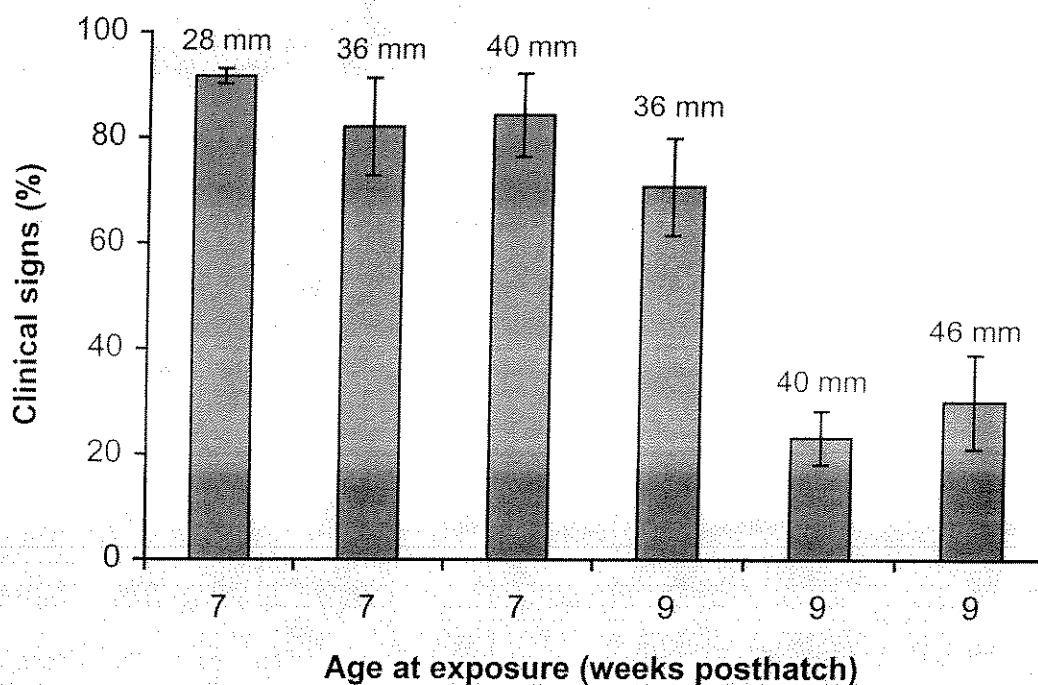 100
28 mm
36 mm
40 mm
36 mm
80
60
40
46 mm
40 mm
20
0
Clinical signs (%)
7 7 7 9 9 9
Age at exposure (weeks posthatch)